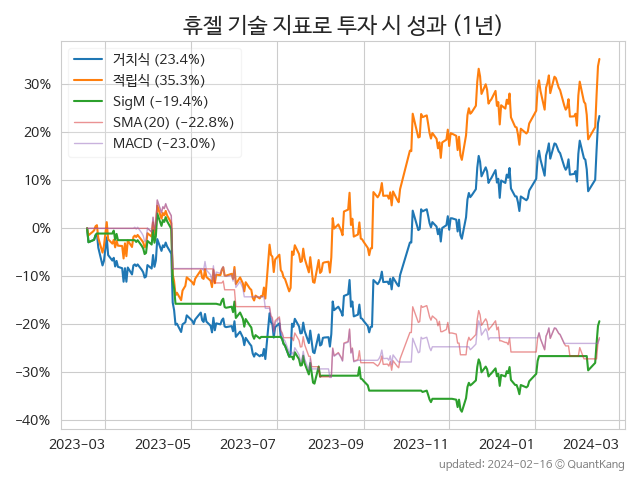 휴젤 기술 지표로 투자 시 성과 (1년)
거치식 (23.4%)
적립식 (35.3%)
SigM (−19.4%)
SMA(20) (−22.8%)
MACD (−23.0%)
30%
20%
10%
0%
−10%
−20%
−30%
−40%
2023-03 2023-05 2023-07 2023-09 2023-11 2024-01 2024-03
updated: 2024-02-16 © QuantKang